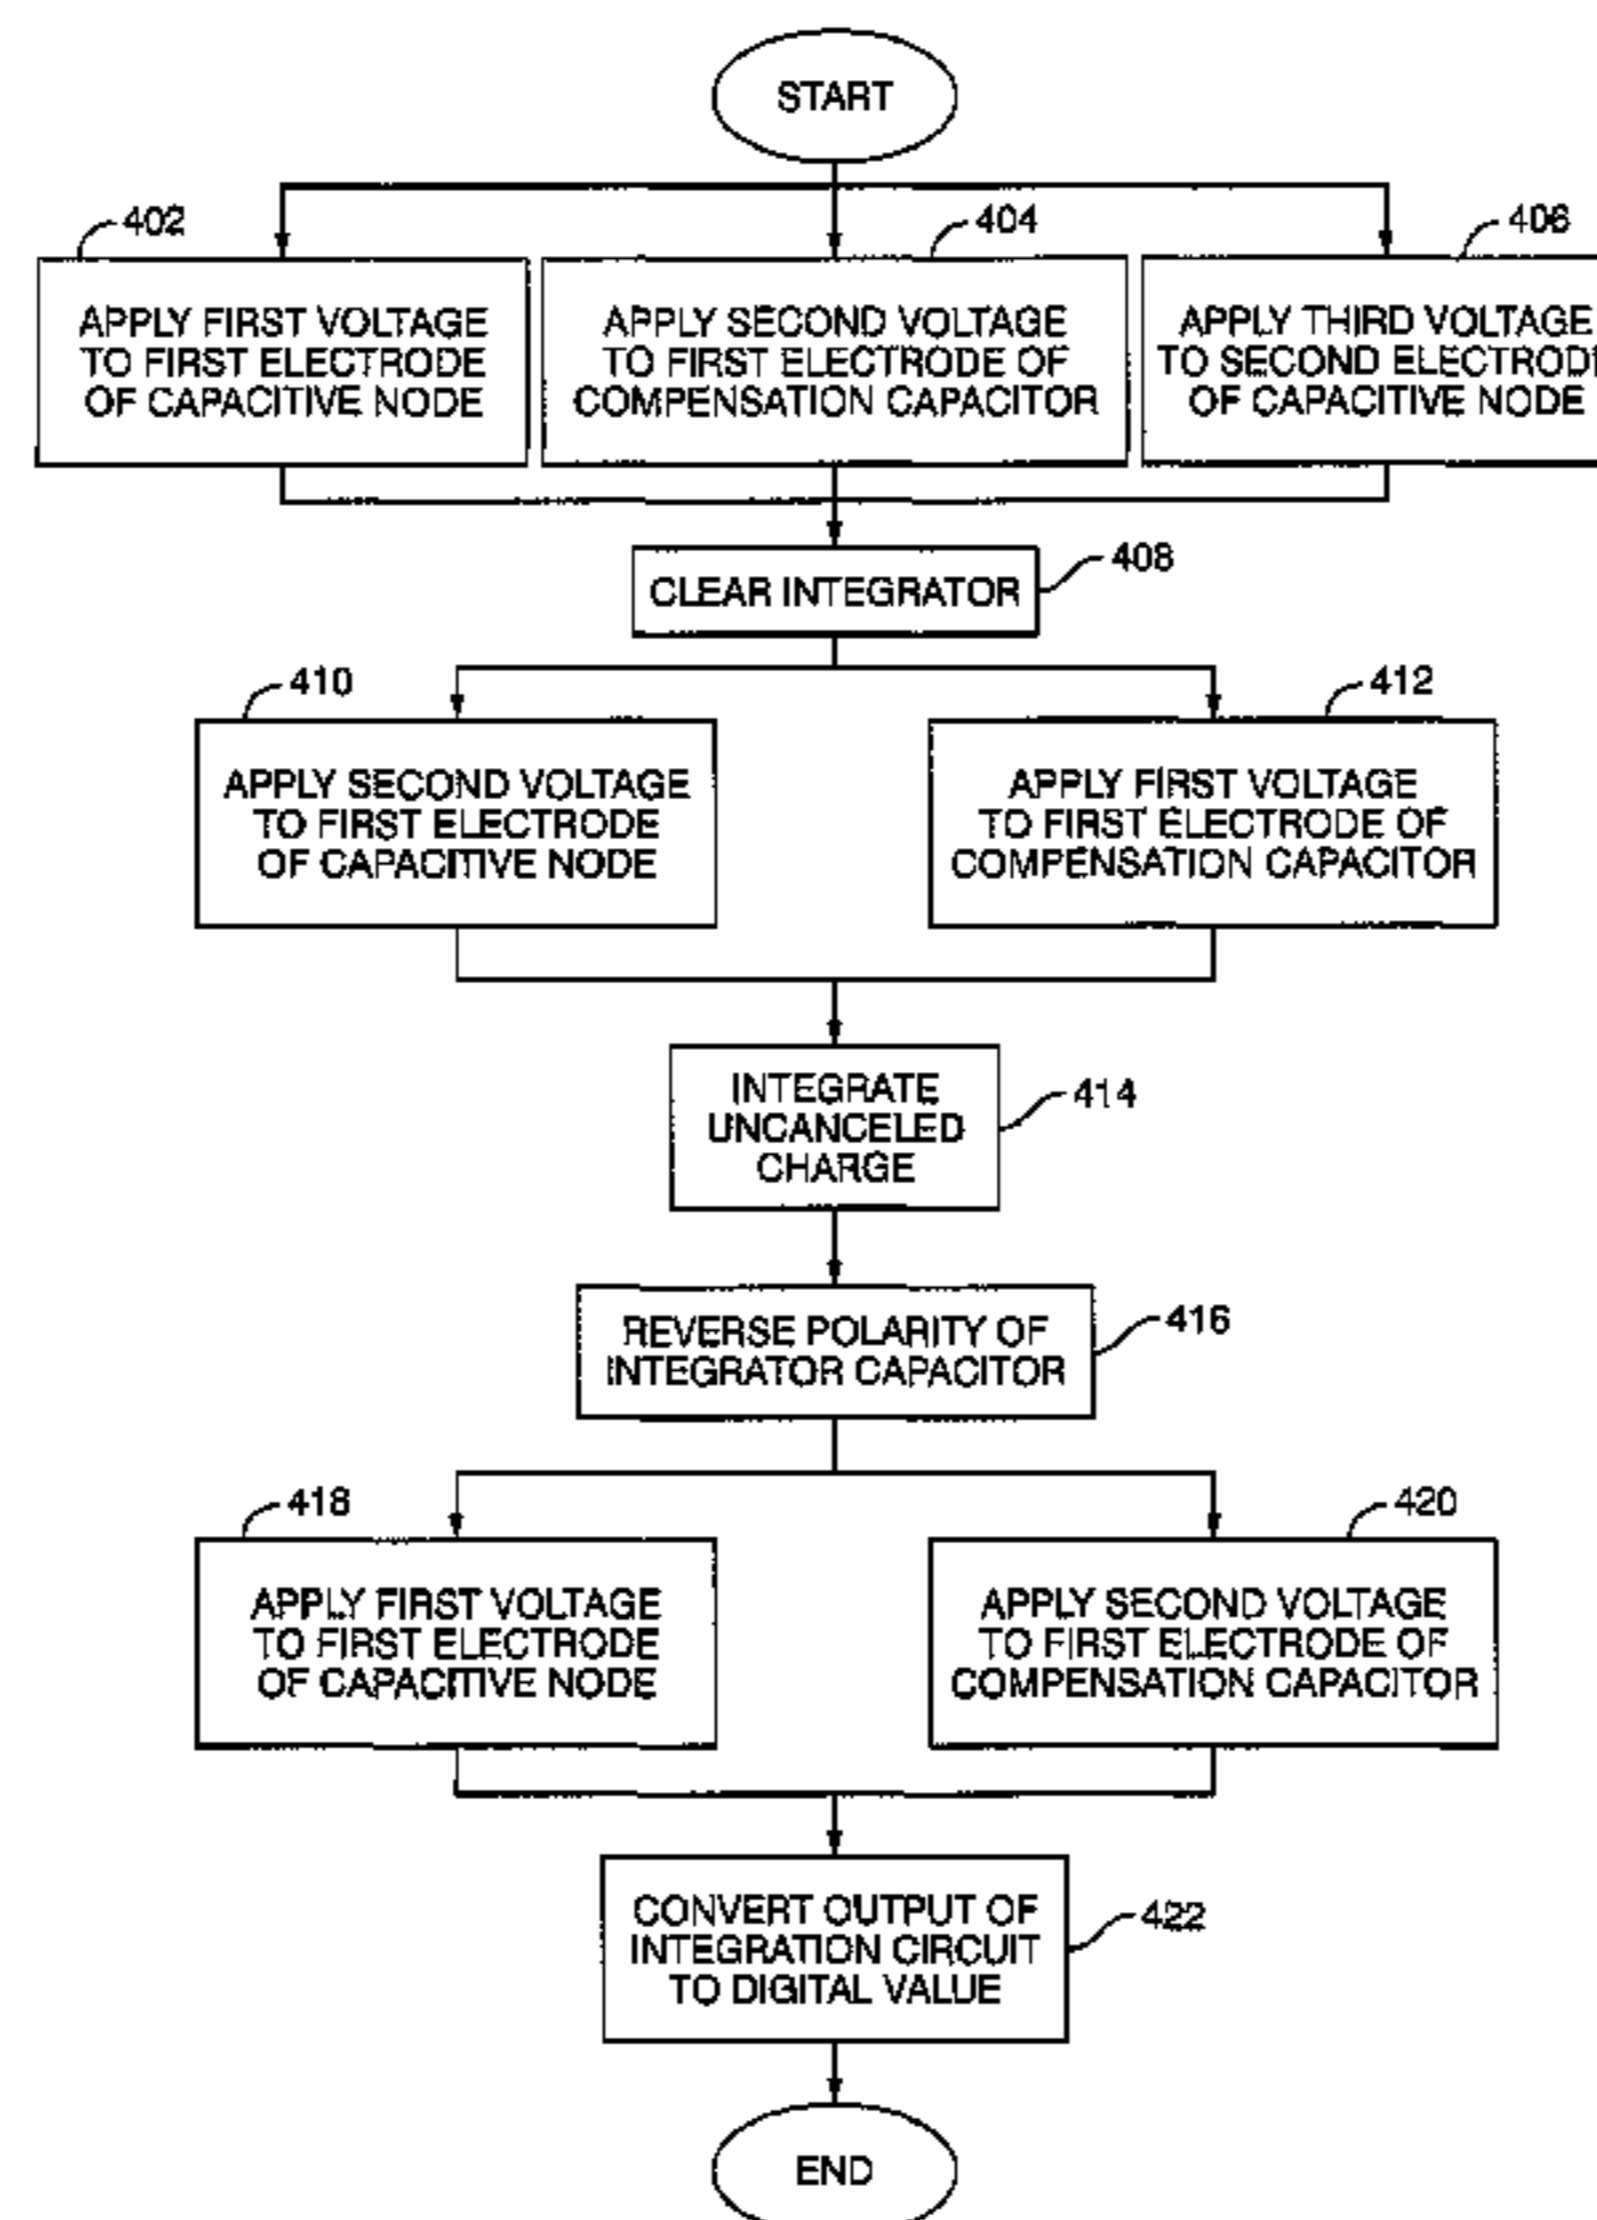 START
402
404
406
APPLY FIRST VOLTAGE
TO FIRST ELECTRODE
OF CAPACITIVE NODE
APPLY SECOND VOLTAGE
TO FIRST ELECTRODE OF
COMPENSATION CAPACITOR
APPLY THIRD VOLTAGE
TO SECOND ELECTRODE
OF CAPACITIVE NODE
CLEAR INTEGRATOR
408
410
412
APPLY SECOND VOLTAGE
TO FIRST ELECTRODE
OF CAPACITIVE NODE
APPLY FIRST VOLTAGE
TO FIRST ELECTRODE OF
COMPENSATION CAPACITOR
INTEGRATE
UNCANCELED
CHARGE
414
REVERSE POLARITY OF
INTEGRATOR CAPACITOR
416
418
420
APPLY FIRST VOLTAGE
TO FIRST ELECTRODE
OF CAPACITIVE NODE
APPLY SECOND VOLTAGE
TO FIRST ELECTRODE OF
COMPENSATION CAPACITOR
CONVERT OUTPUT OF
INTEGRATION CIRCUIT
TO DIGITAL VALUE
422
END